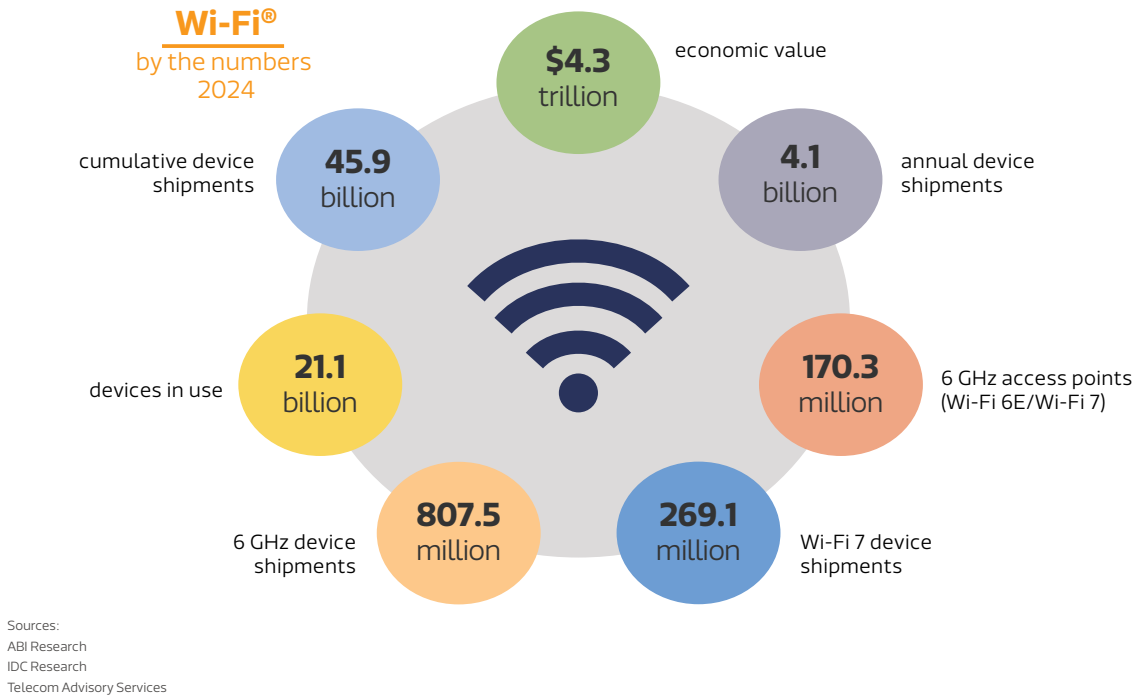 Wi-Fi®
by the numbers
2024
$4.3
trillion
economic value
4.1
billion
annual device
shipments
170.3
million
6 GHz access points
(Wi-Fi 6E/Wi-Fi 7)
269.1
million
Wi-Fi 7 device
shipments
807.5
million
6 GHz device
shipments
21.1
billion
devices in use
45.9
billion
cumulative device
shipments
Sources:
ABI Research
IDC Research
Telecom Advisory Services